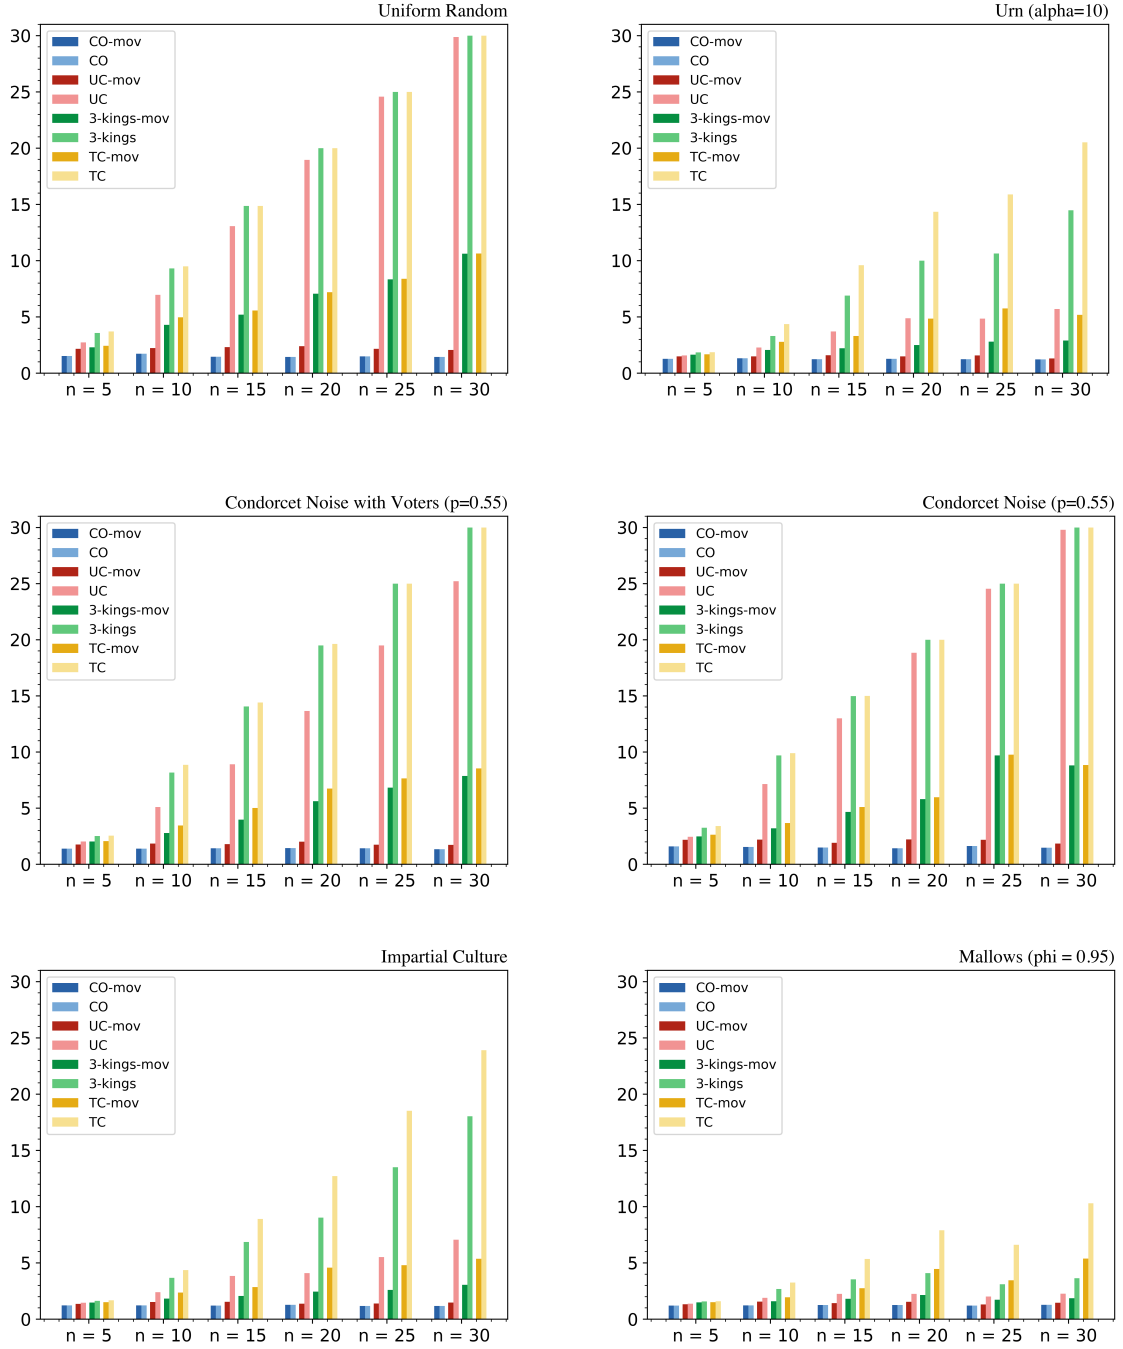 Uniform Random
30
25
20
15
10
5
0
CO-mov
CO
UC-mov
UC
3-kings-mov
3-kings
TC-mov
TC
n = 5
n = 10
n = 15
n = 20
n = 25
n = 30
Urn (alpha=10)
30
25
20
15
10
5
0
CO-mov
CO
UC-mov
UC
3-kings-mov
3-kings
TC-mov
TC
n = 5
n = 10
n = 15
n = 20
n = 25
n = 30
Condorcet Noise with Voters (p=0.55)
30
25
20
15
10
5
0
CO-mov
CO
UC-mov
UC
3-kings-mov
3-kings
TC-mov
TC
n = 5
n = 10
n = 15
n = 20
n = 25
n = 30
Condorcet Noise (p=0.55)
30
25
20
15
10
5
0
CO-mov
CO
UC-mov
UC
3-kings-mov
3-kings
TC-mov
TC
n = 5
n = 10
n = 15
n = 20
n = 25
n = 30
Impartial Culture
30
25
20
15
10
5
0
CO-mov
CO
UC-mov
UC
3-kings-mov
3-kings
TC-mov
TC
n = 5
n = 10
n = 15
n = 20
n = 25
n = 30
Mallows (phi = 0.95)
30
25
20
15
10
5
0
CO-mov
CO
UC-mov
UC
3-kings-mov
3-kings
TC-mov
TC
n = 5
n = 10
n = 15
n = 20
n = 25
n = 30